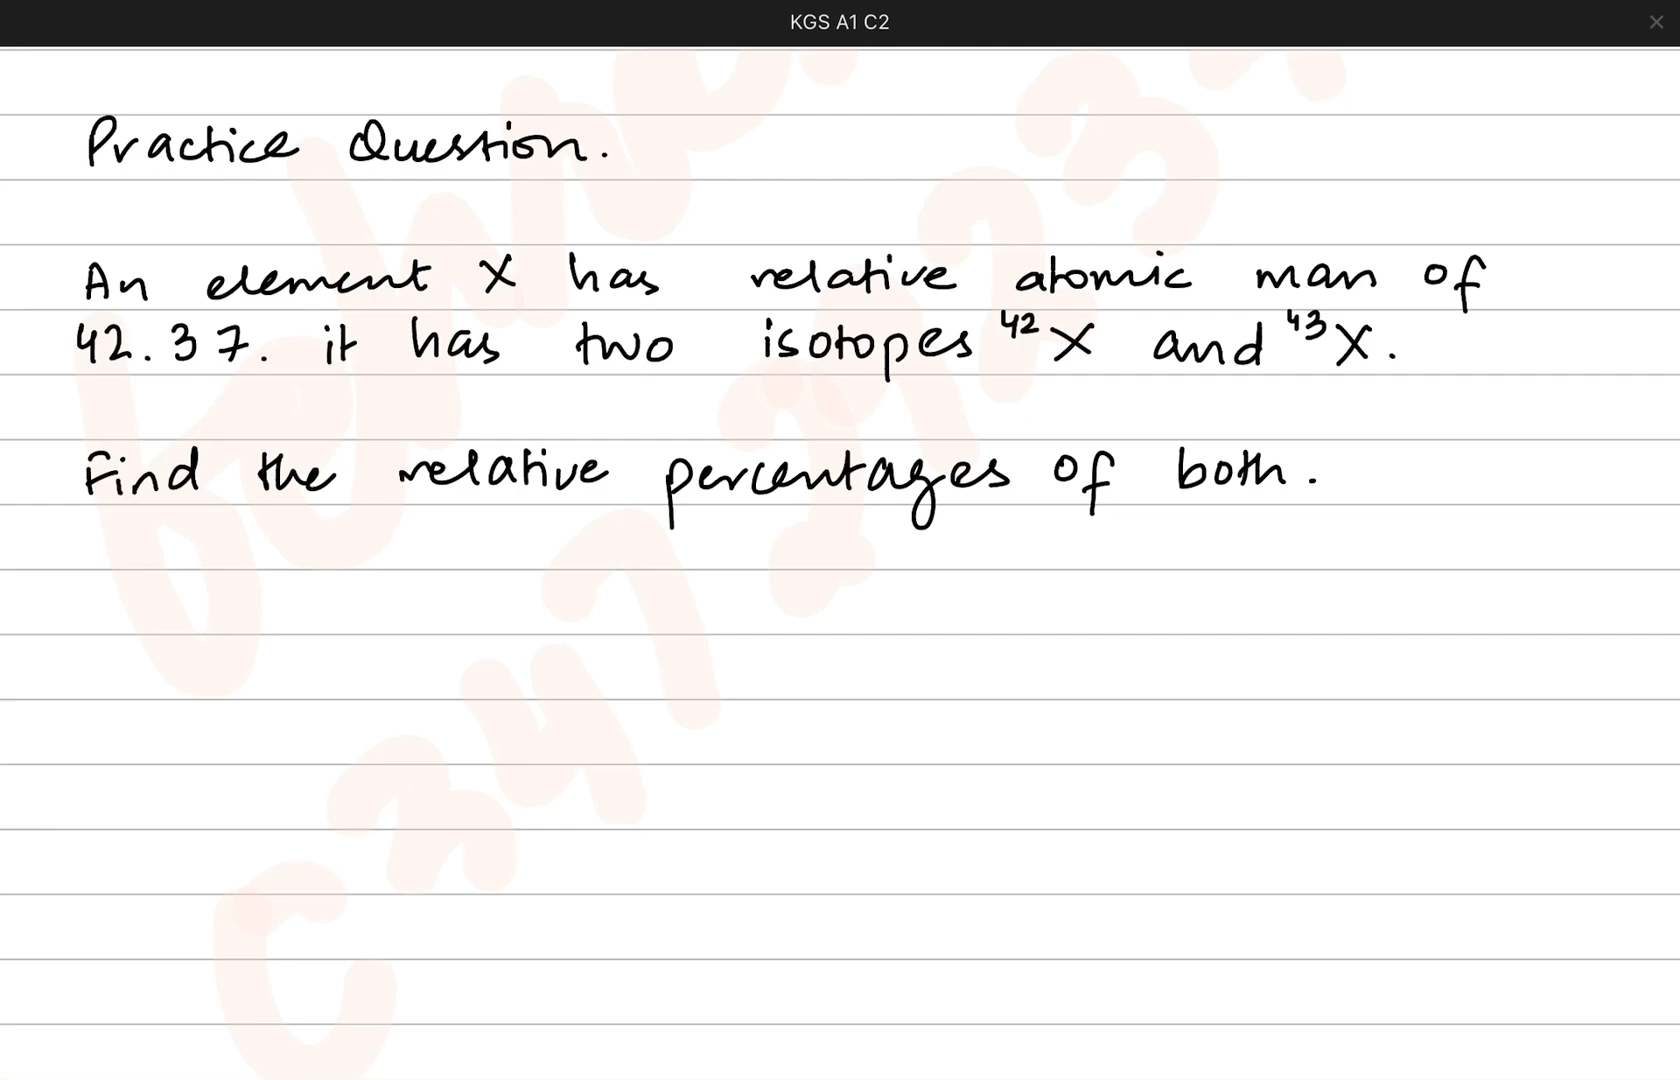 KGS A1 C2
Practice Question.
An element X has relative atomic mass of
42.37. it has two isotopes ⁴²X and ⁴³X.
Find the relative percentages of both.